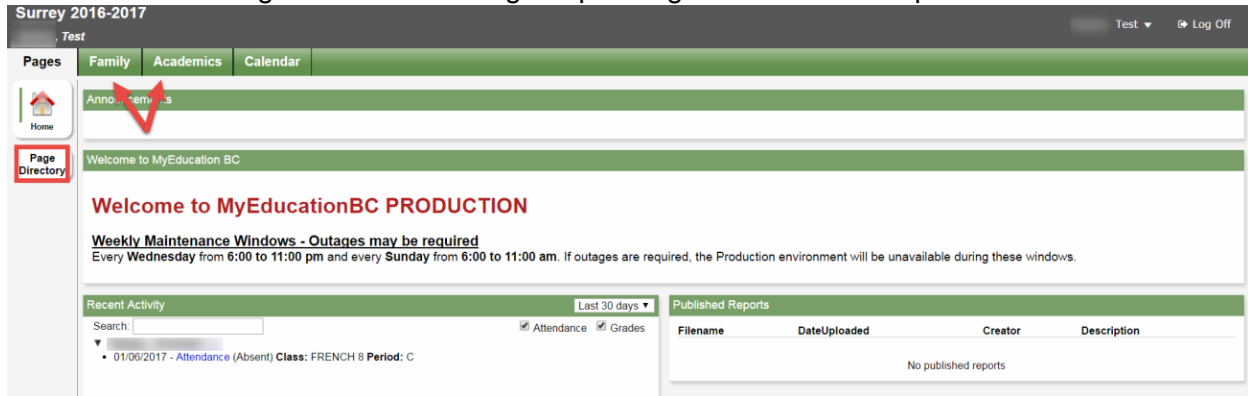 Surrey 2016-2017
, Test
Test ▼ Log Off
Pages Family Academics Calendar
Home
Page
Directory
Announcements
Welcome to MyEducation BC
Welcome to MyEducationBC PRODUCTION
Weekly Maintenance Windows - Outages may be required
Every Wednesday from 6:00 to 11:00 pm and every Sunday from 6:00 to 11:00 am. If outages are required, the Production environment will be unavailable during these windows.
Recent Activity Last 30 days ▼
Search: Attendance Grades
▼
• 01/06/2017 - Attendance (Absent) Class: FRENCH 8 Period: C
Published Reports
Filename DateUploaded Creator Description
No published reports